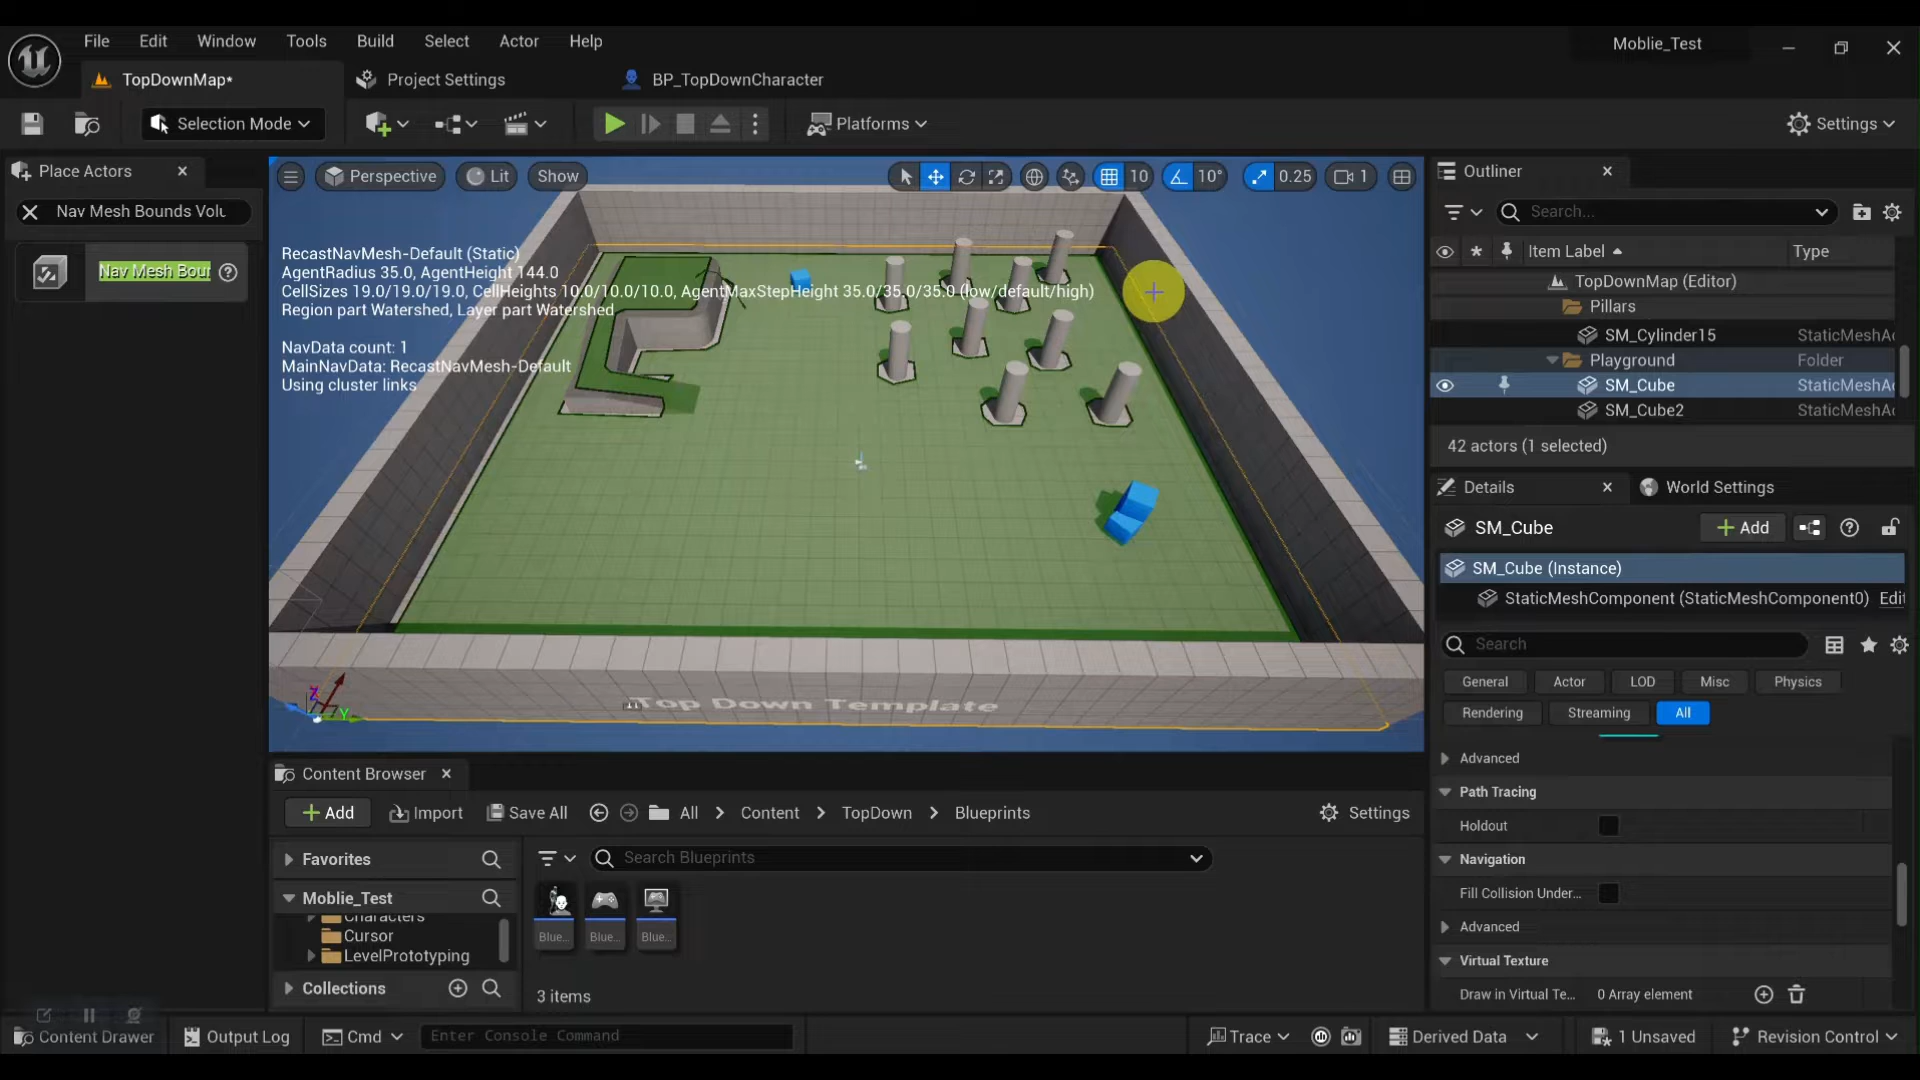 File Edit Window Tools Build Select Actor Help
Moblie_Test
TopDownMap*
Project Settings
BP_TopDownCharacter
Selection Mode
Platforms
Settings
Place Actors
Nav Mesh Bounds Volu
Nav Mesh Bour
Perspective
Lit
Show
10
10°
0.25
1
RecastNavMesh-Default (Static)
AgentRadius 35.0, AgentHeight 144.0
CellSizes 19.0/19.0/19.0, CellHeights 10.0/10.0/10.0, AgentMaxStepHeight 35.0/35.0/35.0 (low/default/high)
Region part Watershed, Layer part Watershed
NavData count: 1
MainNavData: RecastNavMesh-Default
Using cluster links
Top Down Template
Z
Y
Outliner
Search...
Item Label
Type
TopDownMap (Editor)
Pillars
SM_Cylinder15 StaticMeshAc
Playground Folder
SM_Cube StaticMeshAc
SM_Cube2 StaticMeshAc
42 actors (1 selected)
Details
World Settings
SM_Cube
Add
SM_Cube (Instance)
StaticMeshComponent (StaticMeshComponent0) Edit
Search
General Actor LOD Misc Physics
Rendering Streaming All
Advanced
Path Tracing
Holdout
Navigation
Fill Collision Under...
Advanced
Virtual Texture
Draw in Virtual Te... 0 Array element
Content Browser
Add Import Save All All > Content > TopDown > Blueprints Settings
Favorites
Moblie_Test
Characters
Cursor
LevelPrototyping
Collections
Search Blueprints
Blue... Blue... Blue...
3 items
Content Drawer
Output Log
Cmd
Enter Console Command
Trace
Derived Data
1 Unsaved
Revision Control